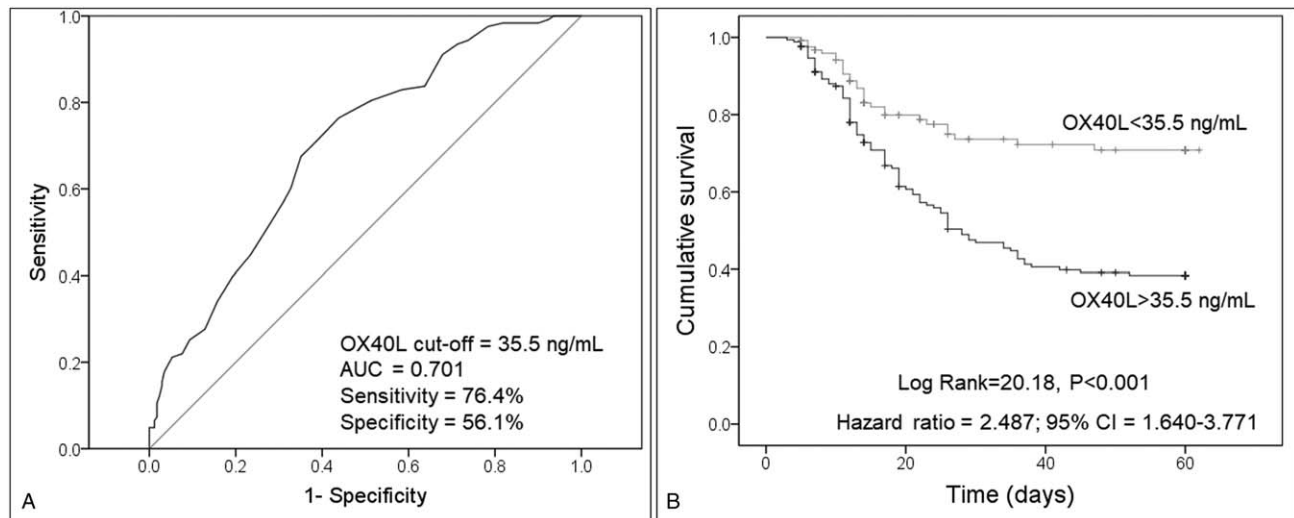 1.0
0.8
0.6
0.4
0.2
0.0
Sensitivity
OX40L cut-off = 35.5 ng/mL
AUC = 0.701
Sensitivity = 76.4%
Specificity = 56.1%
0.0 0.2 0.4 0.6 0.8 1.0
1- Specificity
A
1.0
0.8
0.6
0.4
0.2
0.0
Cumulative survival
OX40L<35.5 ng/mL
OX40L>35.5 ng/mL
Log Rank=20.18, P<0.001
Hazard ratio = 2.487; 95% CI = 1.640-3.771
0 20 40 60
Time (days)
B